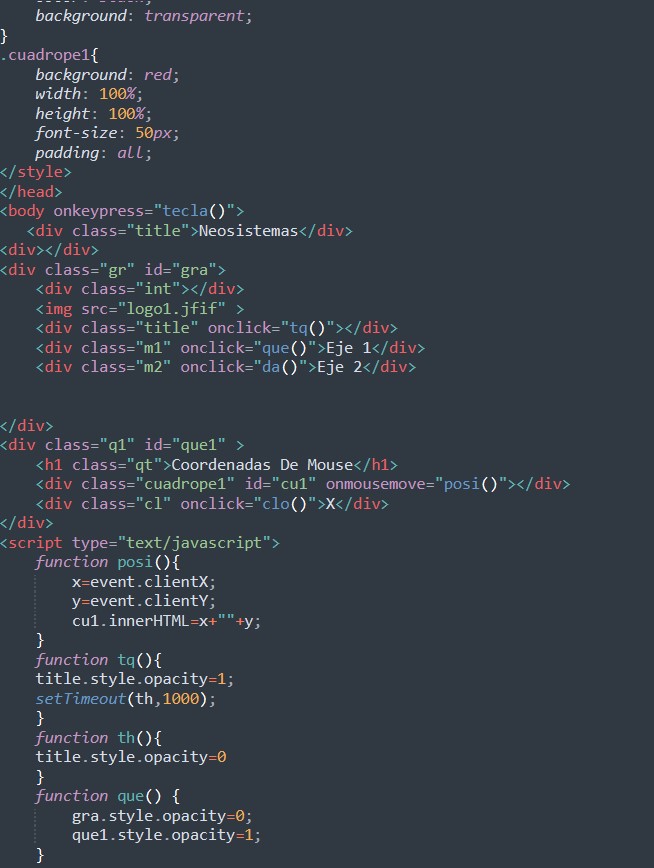 background: transparent;
}
.cuadrope1{
background: red;
width: 100%;
height: 100%;
font-size: 50px;
padding: all;
</style>
</head>
<body onkeypress="tecla()">
<div class="title">Neosistemas</div>
<div></div>
<div class="gr" id="gra">
<div class="int"></div>
<img src="logo1.jfif" >
<div class="title" onclick="tq()"></div>
<div class="m1" onclick="que()">Eje 1</div>
<div class="m2" onclick="da()">Eje 2</div>
</div>
<div class="q1" id="que1" >
<h1 class="qt">Coordenadas De Mouse</h1>
<div class="cuadrope1" id="cu1" onmousemove="posi()"></div>
<div class="cl" onclick="clo()">X</div>
</div>
<script type="text/javascript">
function posi(){
x=event.clientX;
y=event.clientY;
cu1.innerHTML=x+""+y;
}
function tq(){
title.style.opacity=1;
setTimeout(th,1000);
}
function th(){
title.style.opacity=0
}
function que() {
gra.style.opacity=0;
que1.style.opacity=1;
}